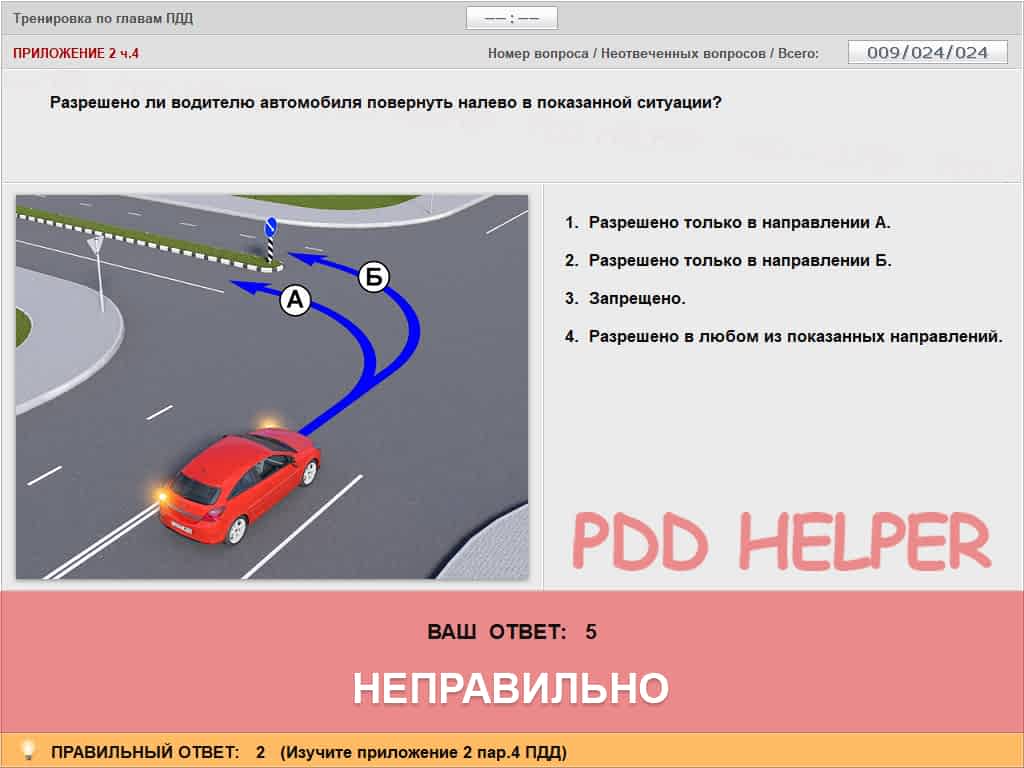 Тренировка по главам ПДД
—— : ——
ПРИЛОЖЕНИЕ 2 ч.4
Номер вопроса / Неотвеченных вопросов / Всего:
009/024/024
Разрешено ли водителю автомобиля повернуть налево в показанной ситуации?
А
Б
1. Разрешено только в направлении А.
2. Разрешено только в направлении Б.
3. Запрещено.
4. Разрешено в любом из показанных направлений.
PDD HELPER
ВАШ ОТВЕТ: 5
НЕПРАВИЛЬНО
ПРАВИЛЬНЫЙ ОТВЕТ: 2 (Изучите приложение 2 пар.4 ПДД)